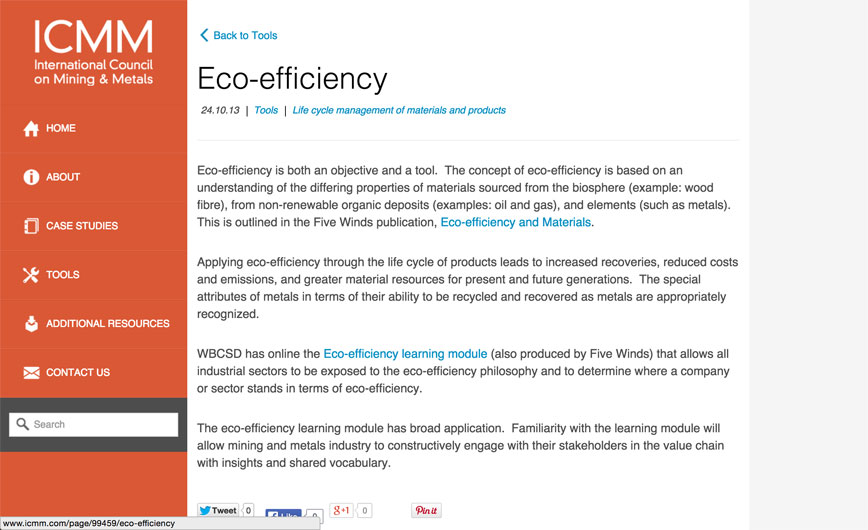 ICMM
International Council
on Mining & Metals
HOME
ABOUT
CASE STUDIES
TOOLS
ADDITIONAL RESOURCES
CONTACT US
Search
Back to Tools
Eco-efficiency
24.10.13 | Tools | Life cycle management of materials and products
Eco-efficiency is both an objective and a tool. The concept of eco-efficiency is based on an
understanding of the differing properties of materials sourced from the biosphere (example: wood
fibre), from non-renewable organic deposits (examples: oil and gas), and elements (such as metals).
This is outlined in the Five Winds publication, Eco-efficiency and Materials.
Applying eco-efficiency through the life cycle of products leads to increased recoveries, reduced costs
and emissions, and greater material resources for present and future generations. The special
attributes of metals in terms of their ability to be recycled and recovered as metals are appropriately
recognized.
WBCSD has online the Eco-efficiency learning module (also produced by Five Winds) that allows all
industrial sectors to be exposed to the eco-efficiency philosophy and to determine where a company
or sector stands in terms of eco-efficiency.
The eco-efficiency learning module has broad application. Familiarity with the learning module will
allow mining and metals industry to constructively engage with their stakeholders in the value chain
with insights and shared vocabulary.
Tweet 0 Like 0 g+1 0 Pin it
www.icmm.com/page/99459/eco-efficiency